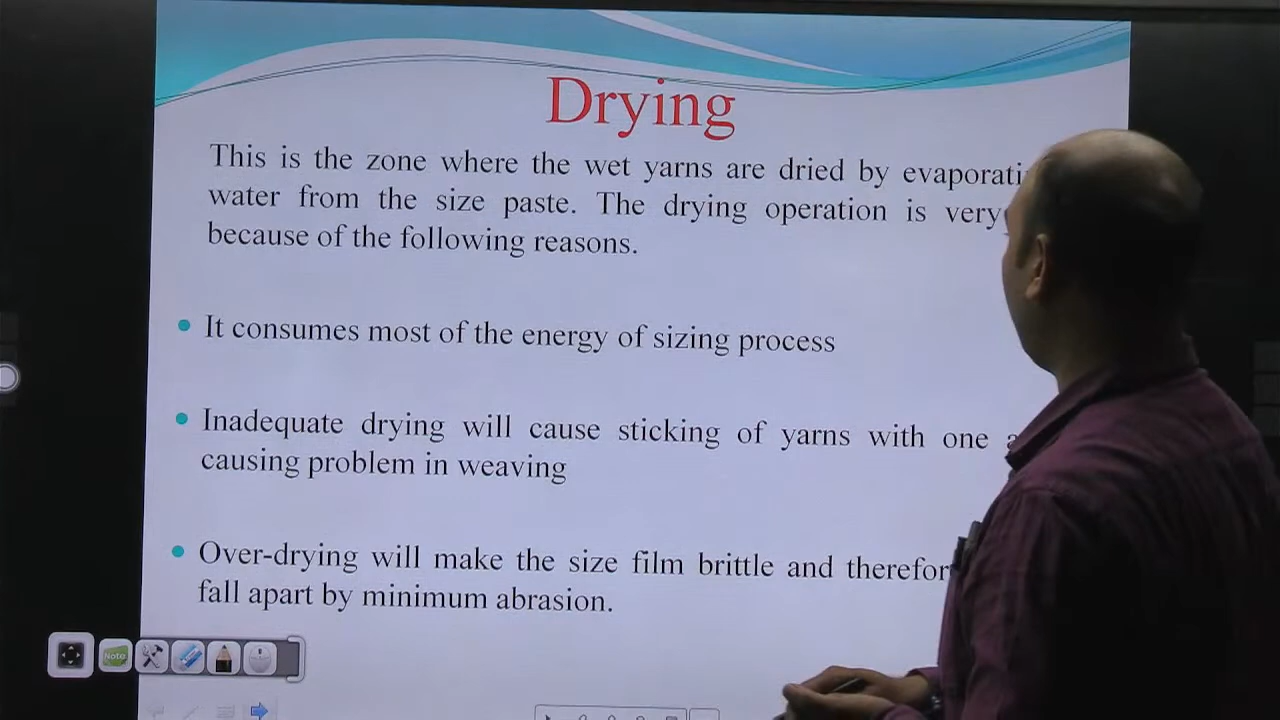 Drying
This is the zone where the wet yarns are dried by
water from the size paste. The drying operation is very
because of the following reasons.
It consumes most of the energy of sizing process
Inadequate drying will cause sticking of yarns with one
causing problem in weaving
Over-drying will make the size film brittle and
fall apart by minimum abrasion.
Note